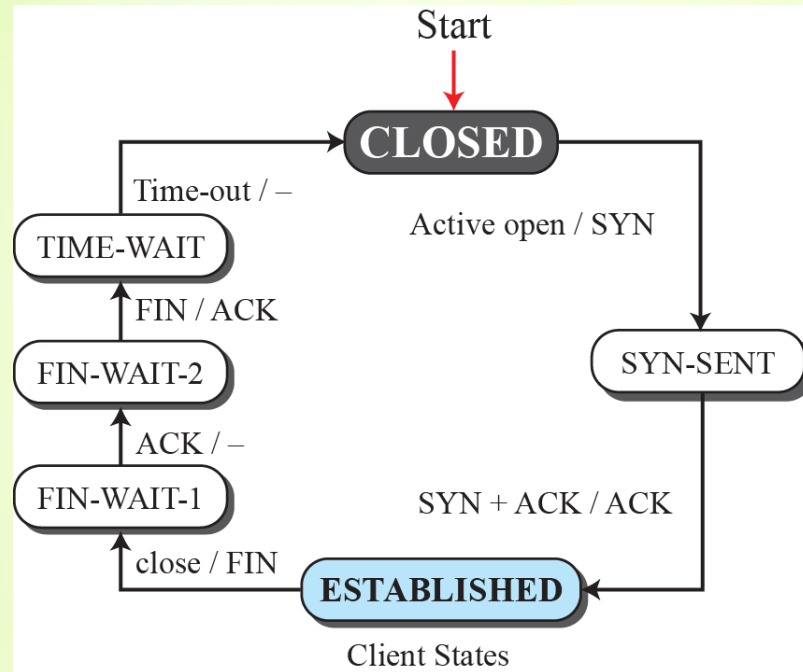 Start
CLOSED
Time-out / –
Active open / SYN
TIME-WAIT
FIN / ACK
SYN-SENT
FIN-WAIT-2
ACK / –
FIN-WAIT-1
SYN + ACK / ACK
close / FIN
ESTABLISHED
Client States